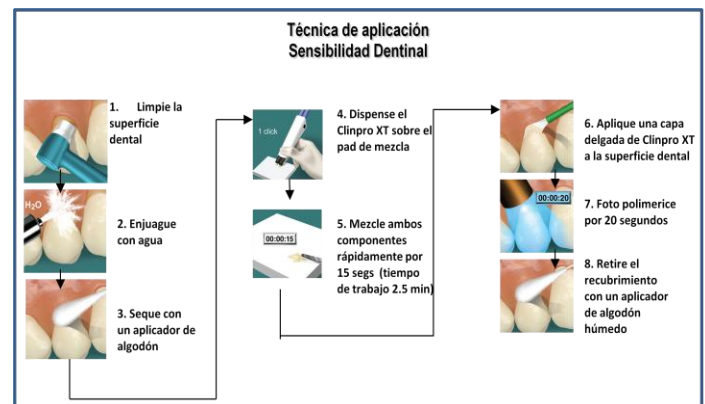 Técnica de aplicación
Sensibilidad Dentinal
1. Limpie la
superficie
dental
H2O
2. Enjuague
con agua
3. Seque con
un aplicador de
algodón
1 click
4. Dispense el
Clinpro XT sobre el
pad de mezcla
00:00:15
5. Mezcle ambos
componentes
rápidamente por
15 segs (tiempo
de trabajo 2.5 min)
6. Aplique una capa
delgada de Clinpro XT
a la superficie dental
00:00:20
7. Foto polimerice
por 20 segundos
8. Retire el
recubrimiento
con un aplicador
de algodón
húmedo